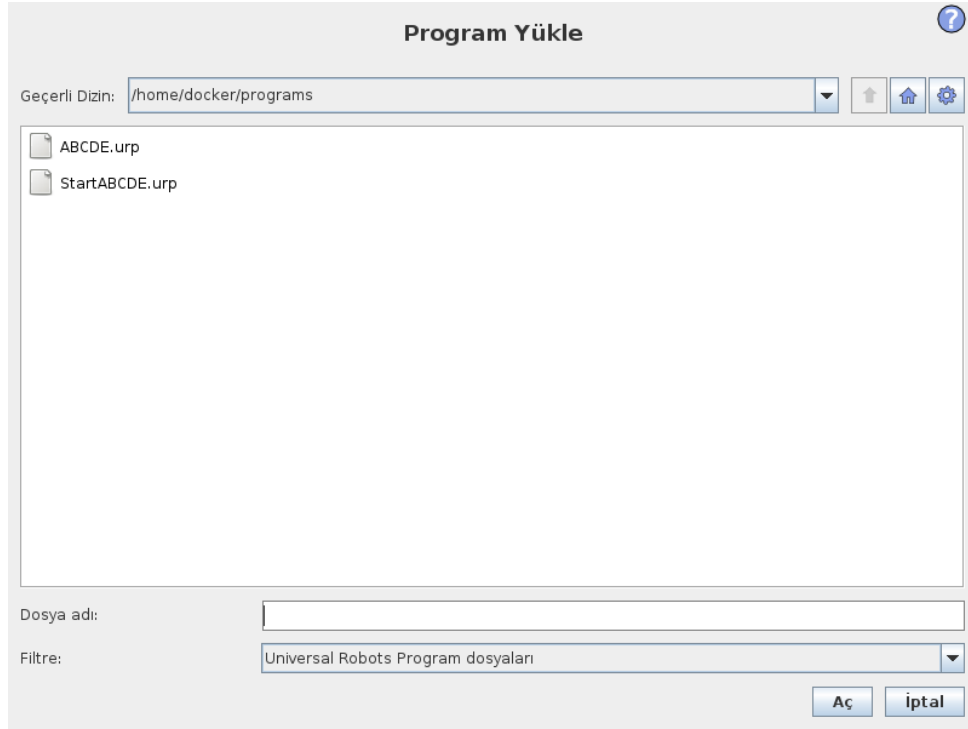 Program Yükle
?
Geçerli Dizin: /home/docker/programs
ABCDE.urp
StartABCDE.urp
Dosya adı:
Filtre: Universal Robots Program dosyaları
Aç İptal